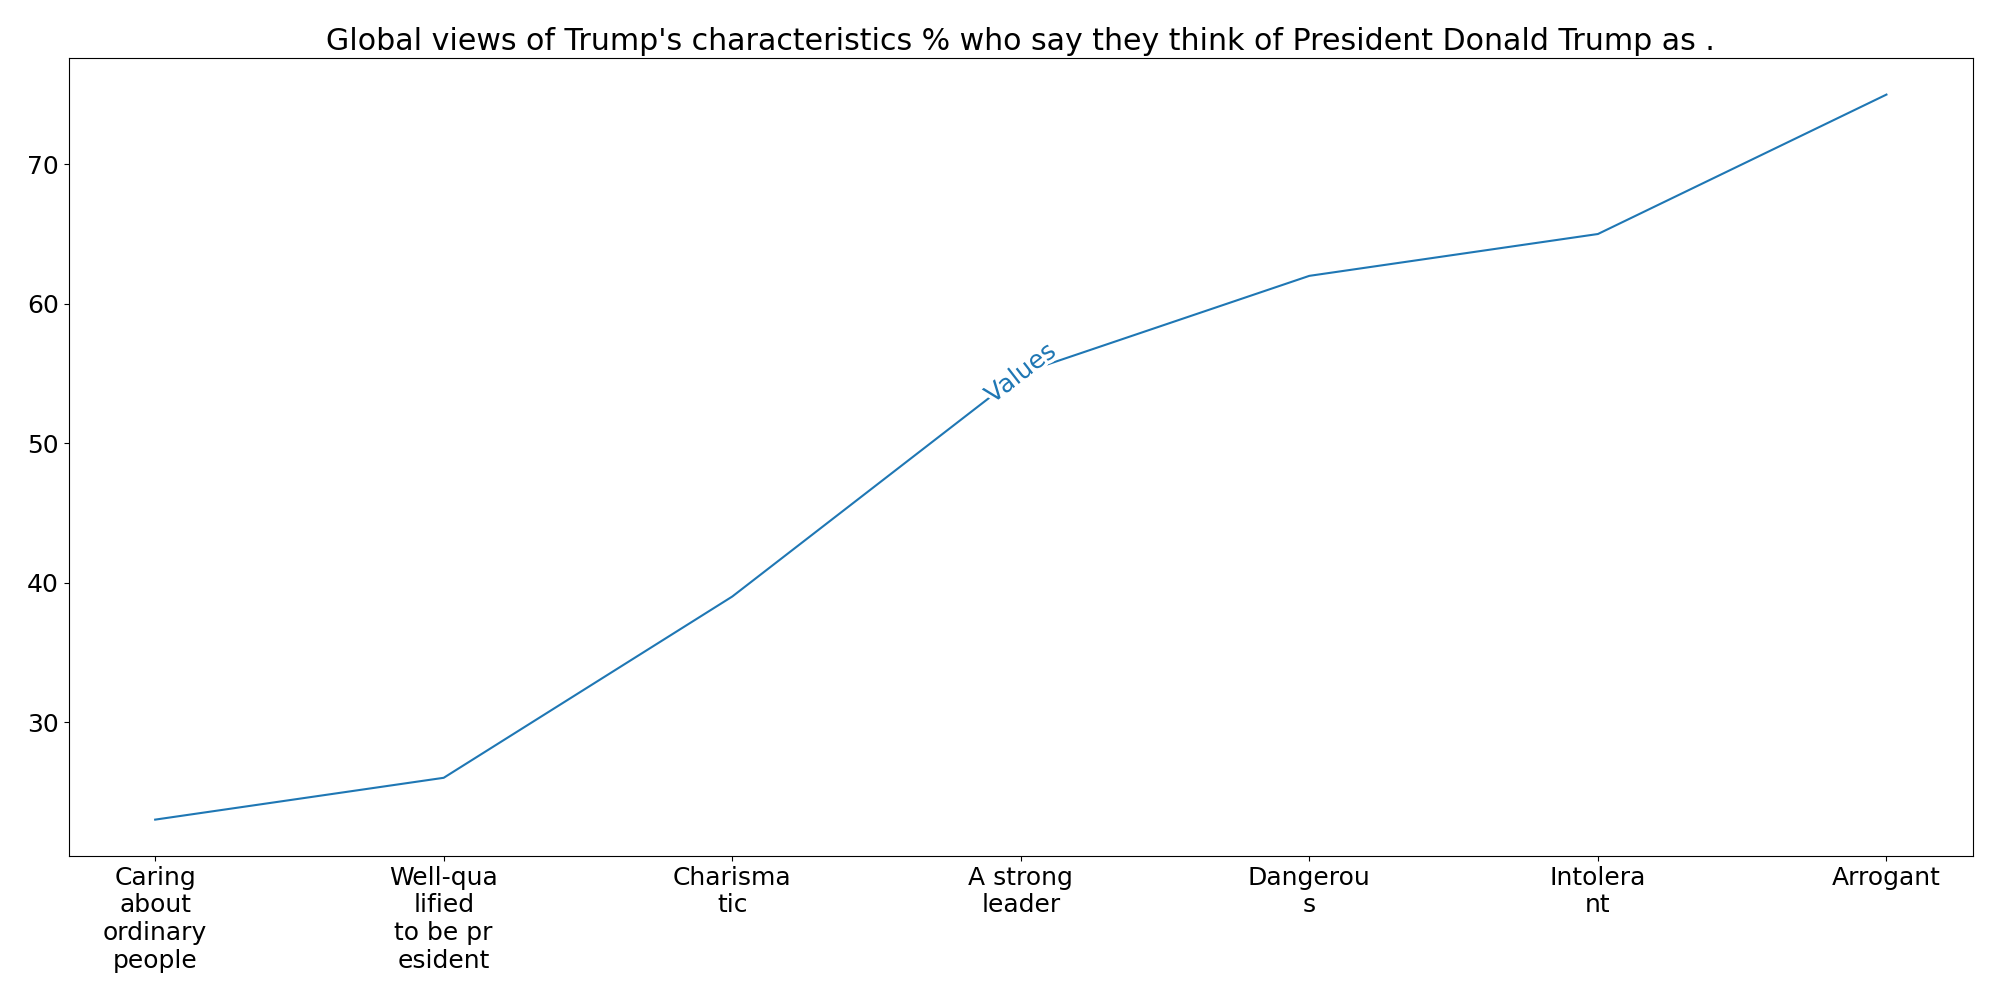 Global views of Trump's characteristics % who say they think of President Donald Trump as .
70
60
50
40
30
Values
Caring
about
ordinary
people
Well-qua
lified
to be pr
esident
Charisma
tic
A strong
leader
Dangerou
s
Intolera
nt
Arrogant